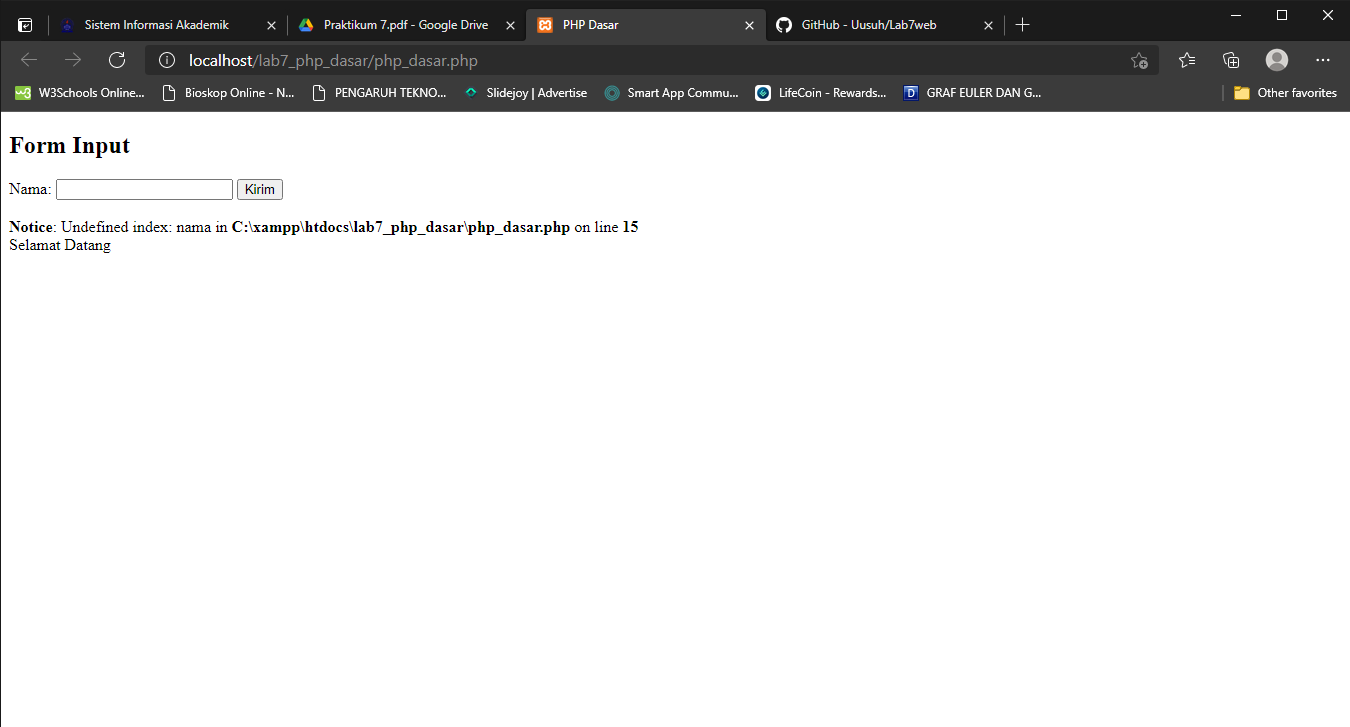 Sistem Informasi Akademik
Praktikum 7.pdf - Google Drive
PHP Dasar
GitHub - Uusuh/Lab7web
localhost/lab7_php_dasar/php_dasar.php
W3Schools Online...
Bioskop Online - N...
PENGARUH TEKNO...
Slidejoy | Advertise
Smart App Commu...
LifeCoin - Rewards...
GRAF EULER DAN G...
Other favorites
Form Input
Nama:
Kirim
Notice: Undefined index: nama in C:\xampp\htdocs\lab7_php_dasar\php_dasar.php on line 15
Selamat Datang